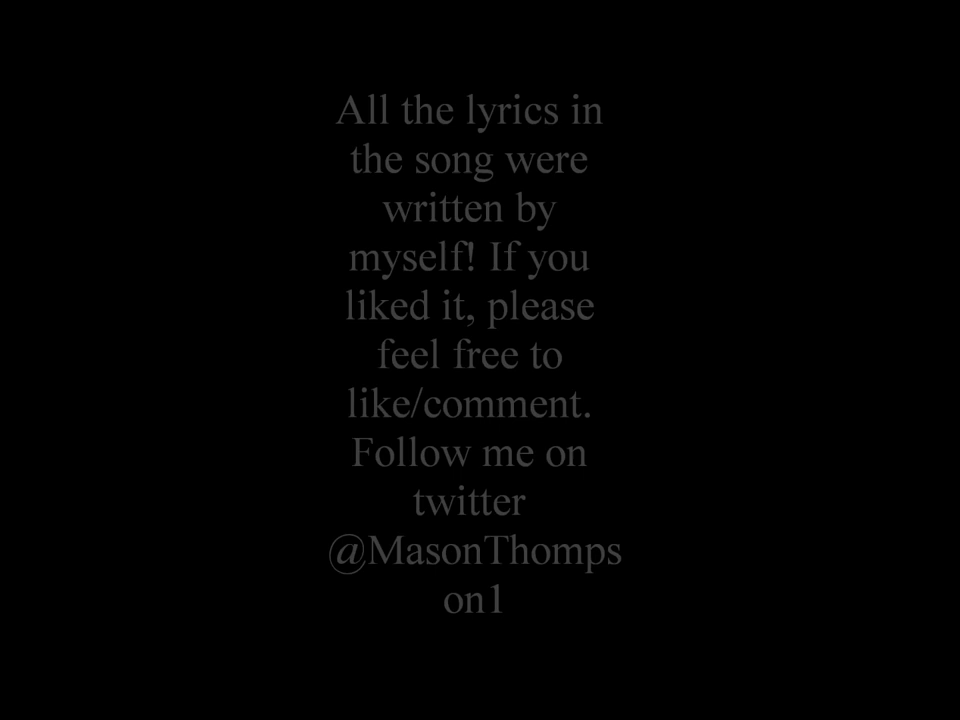 All the lyrics in
the song were
written by
myself! If you
liked it, please
feel free to
like/comment.
Follow me on
twitter
@MasonThomps
on1